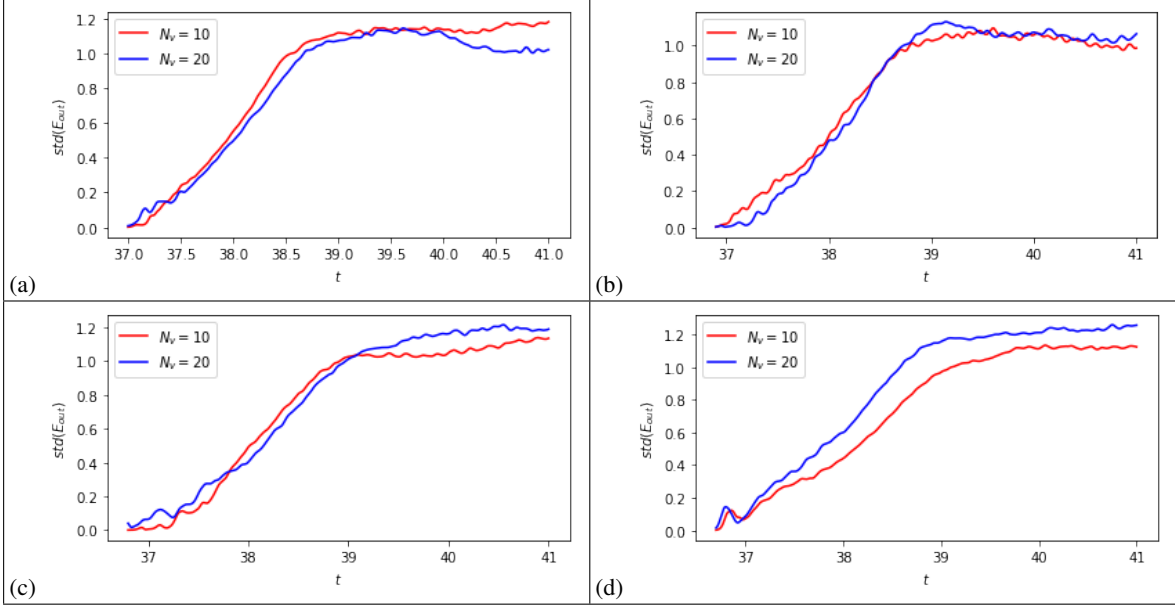 1.2
1.0
0.8
0.6
0.4
0.2
0.0
std(E_out)
N_v = 10
N_v = 20
37.0 37.5 38.0 38.5 39.0 39.5 40.0 40.5 41.0
t
(a)
1.0
0.8
0.6
0.4
0.2
0.0
std(E_out)
N_v = 10
N_v = 20
37 38 39 40 41
t
(b)
1.2
1.0
0.8
0.6
0.4
0.2
0.0
std(E_out)
N_v = 10
N_v = 20
37 38 39 40 41
t
(c)
1.2
1.0
0.8
0.6
0.4
0.2
0.0
std(E_out)
N_v = 10
N_v = 20
37 38 39 40 41
t
(d)